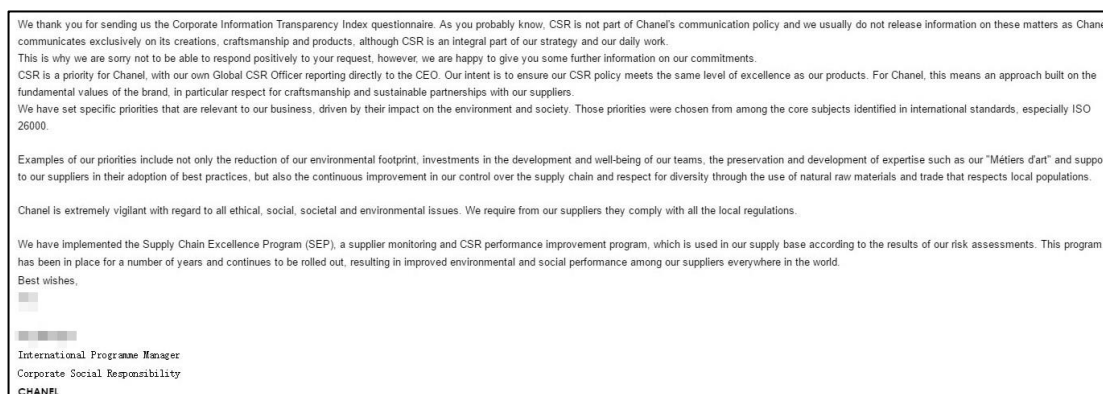 We thank you for sending us the Corporate Information Transparency Index questionnaire. As you probably know, CSR is not part of Chanel's communication policy and we usually do not release information on these matters as Chane
communicates exclusively on its creations, craftsmanship and products, although CSR is an integral part of our strategy and our daily work.
This is why we are sorry not to be able to respond positively to your request, however, we are happy to give you some further information on our commitments.
CSR is a priority for Chanel, with our own Global CSR Officer reporting directly to the CEO. Our intent is to ensure our CSR policy meets the same level of excellence as our products. For Chanel, this means an approach built on the
fundamental values of the brand, in particular respect for craftsmanship and sustainable partnerships with our suppliers.
We have set specific priorities that are relevant to our business, driven by their impact on the environment and society. Those priorities were chosen from among the core subjects identified in international standards, especially ISO
26000.
Examples of our priorities include not only the reduction of our environmental footprint, investments in the development and well-being of our teams, the preservation and development of expertise such as our "Métiers d'art" and suppo
to our suppliers in their adoption of best practices, but also the continuous improvement in our control over the supply chain and respect for diversity through the use of natural raw materials and trade that respects local populations.
Chanel is extremely vigilant with regard to all ethical, social, societal and environmental issues. We require from our suppliers they comply with all the local regulations.
We have implemented the Supply Chain Excellence Program (SEP), a supplier monitoring and CSR performance improvement program, which is used in our supply base according to the results of our risk assessments. This program
has been in place for a number of years and continues to be rolled out, resulting in improved environmental and social performance among our suppliers everywhere in the world.
Best wishes,
International Programme Manager
Corporate Social Responsibility
CHANEL